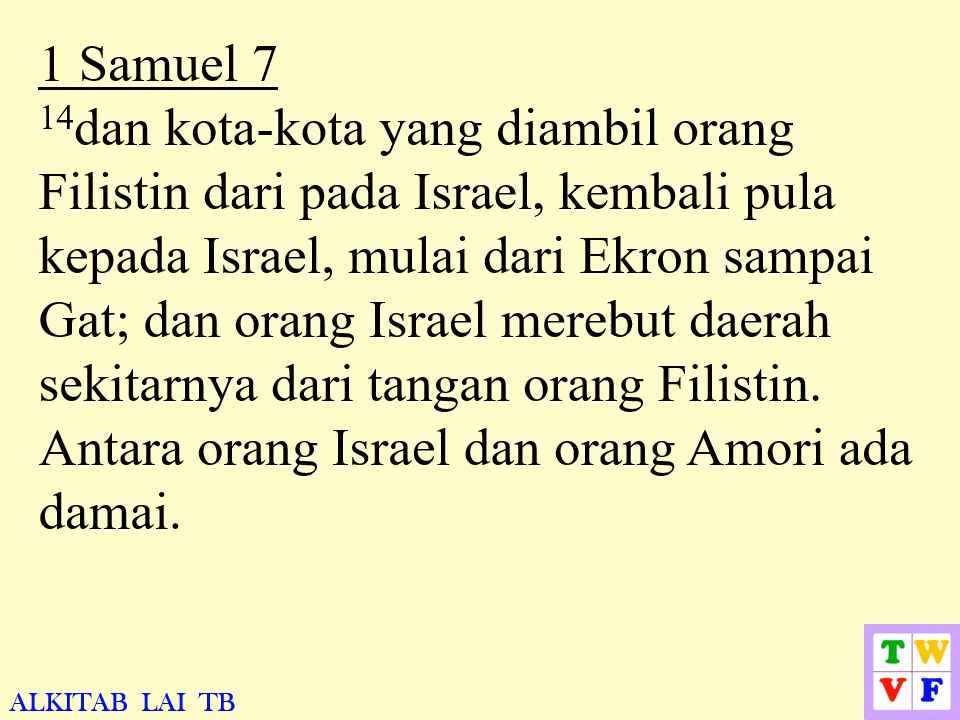 1 Samuel 7
14dan kota-kota yang diambil orang
Filistin dari pada Israel, kembali pula
kepada Israel, mulai dari Ekron sampai
Gat; dan orang Israel merebut daerah
sekitarnya dari tangan orang Filistin.
Antara orang Israel dan orang Amori ada
damai.
ALKITAB LAI TB
T W
V F